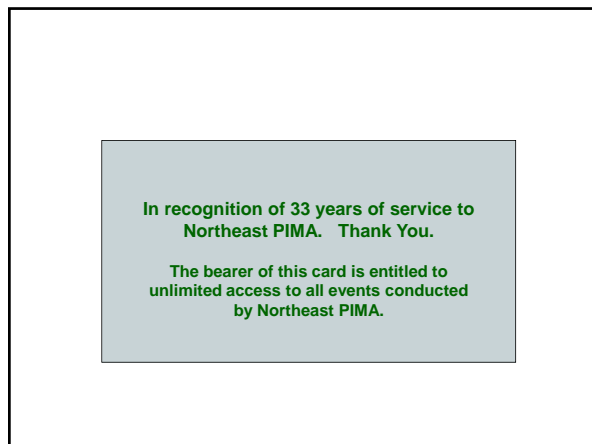 In recognition of 33 years of service to
Northeast PIMA.   Thank You.
The bearer of this card is entitled to
unlimited access to all events conducted
by Northeast PIMA.